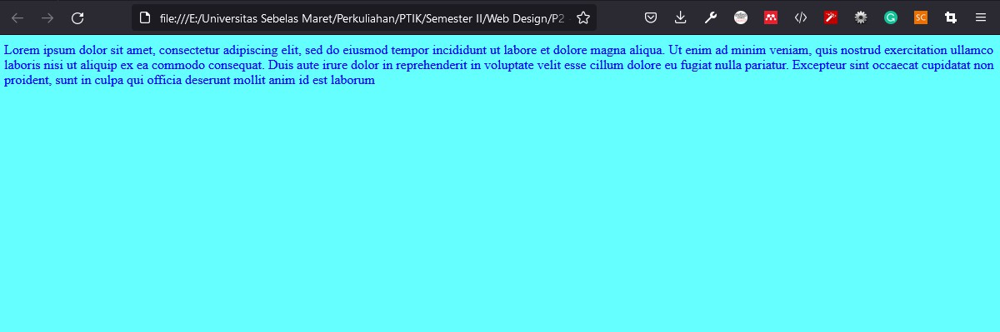 file:///E:/Universitas Sebelas Maret/Perkuliahan/PTIK/Semester II/Web Design/P2
SC
Lorem ipsum dolor sit amet, consectetur adipiscing elit, sed do eiusmod tempor incididunt ut labore et dolore magna aliqua. Ut enim ad minim veniam, quis nostrud exercitation ullamco
laboris nisi ut aliquip ex ea commodo consequat. Duis aute irure dolor in reprehenderit in voluptate velit esse cillum dolore eu fugiat nulla pariatur. Excepteur sint occaecat cupidatat non
proident, sunt in culpa qui officia deserunt mollit anim id est laborum